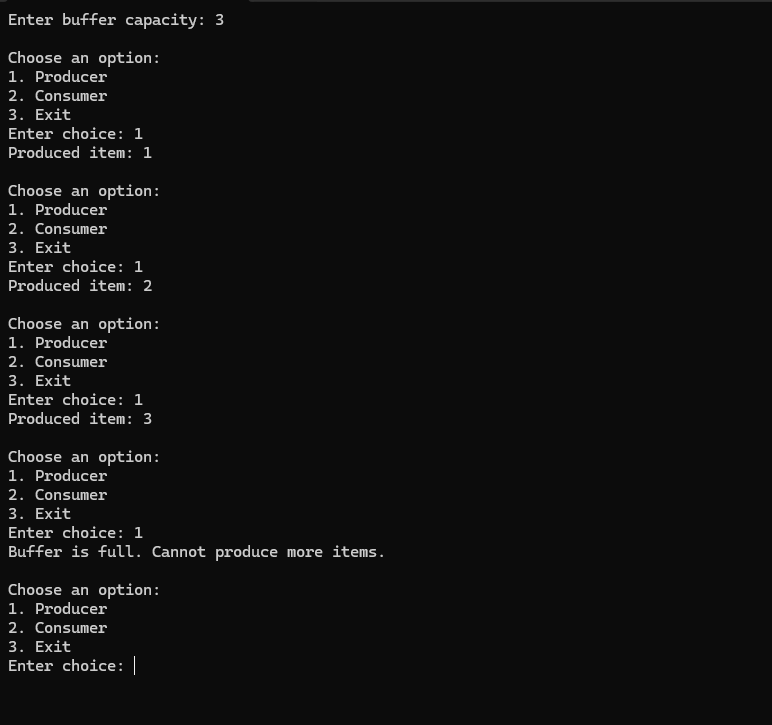 Enter buffer capacity: 3
Choose an option:
1. Producer
2. Consumer
3. Exit
Enter choice: 1
Produced item: 1
Choose an option:
1. Producer
2. Consumer
3. Exit
Enter choice: 1
Produced item: 2
Choose an option:
1. Producer
2. Consumer
3. Exit
Enter choice: 1
Produced item: 3
Choose an option:
1. Producer
2. Consumer
3. Exit
Enter choice: 1
Buffer is full. Cannot produce more items.
Choose an option:
1. Producer
2. Consumer
3. Exit
Enter choice: